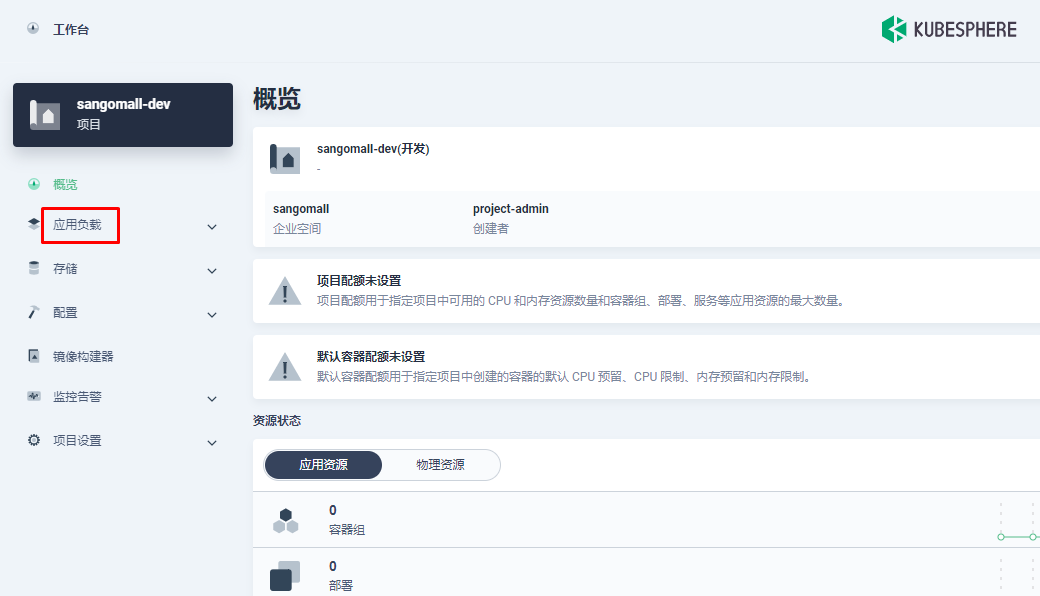 工作台
KUBESPHERE
sangomall-dev
项目
概览
应用负载
存储
配置
镜像构建器
监控告警
项目设置
概览
sangomall-dev(开发)
-
sangomall
企业空间
project-admin
创建者
项目配额未设置
项目配额用于指定项目中可用的 CPU 和内存资源数量和容器组、部署、服务等应用资源的最大数量。
默认容器配额未设置
默认容器配额用于指定项目中创建的容器的默认 CPU 预留、CPU 限制、内存预留和内存限制。
资源状态
应用资源
物理资源
0
容器组
0
部署